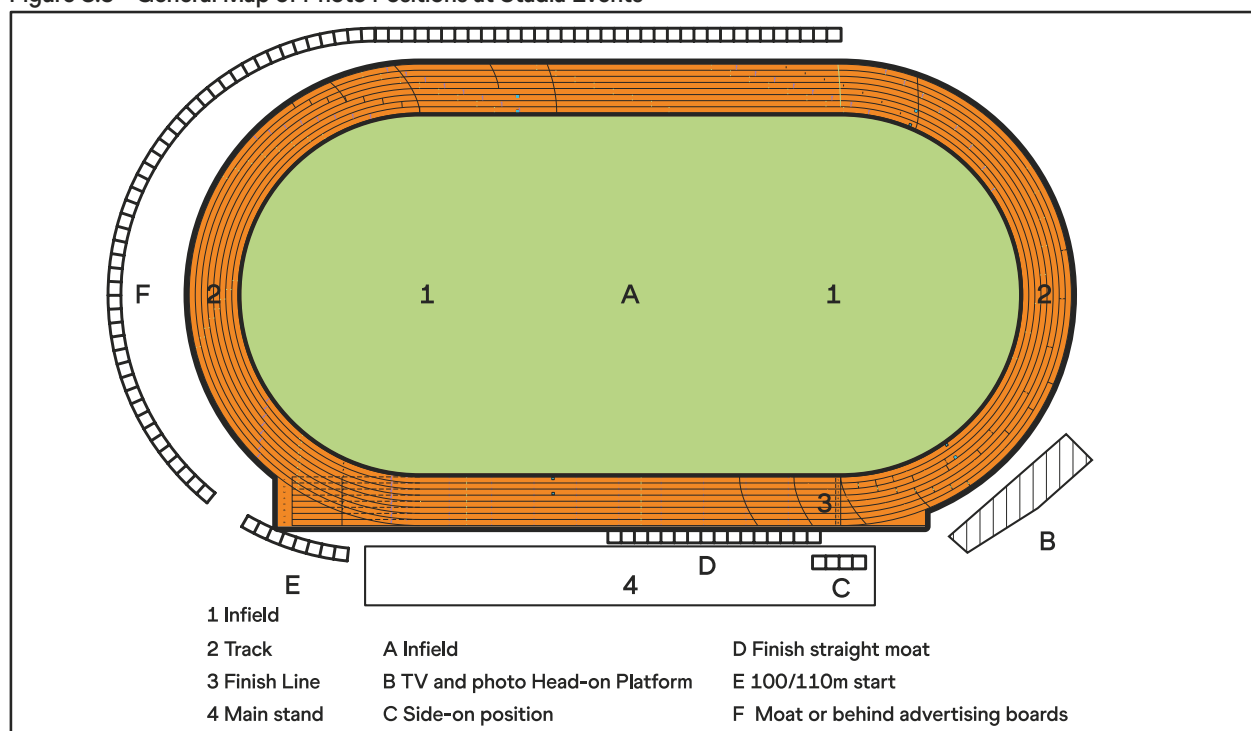 F 2 1 A 1 2
3
B
D
C
E 4
1 Infield
2 Track A Infield D Finish straight moat
3 Finish Line B TV and photo Head-on Platform E 100/110m start
4 Main stand C Side-on position F Moat or behind advertising boards